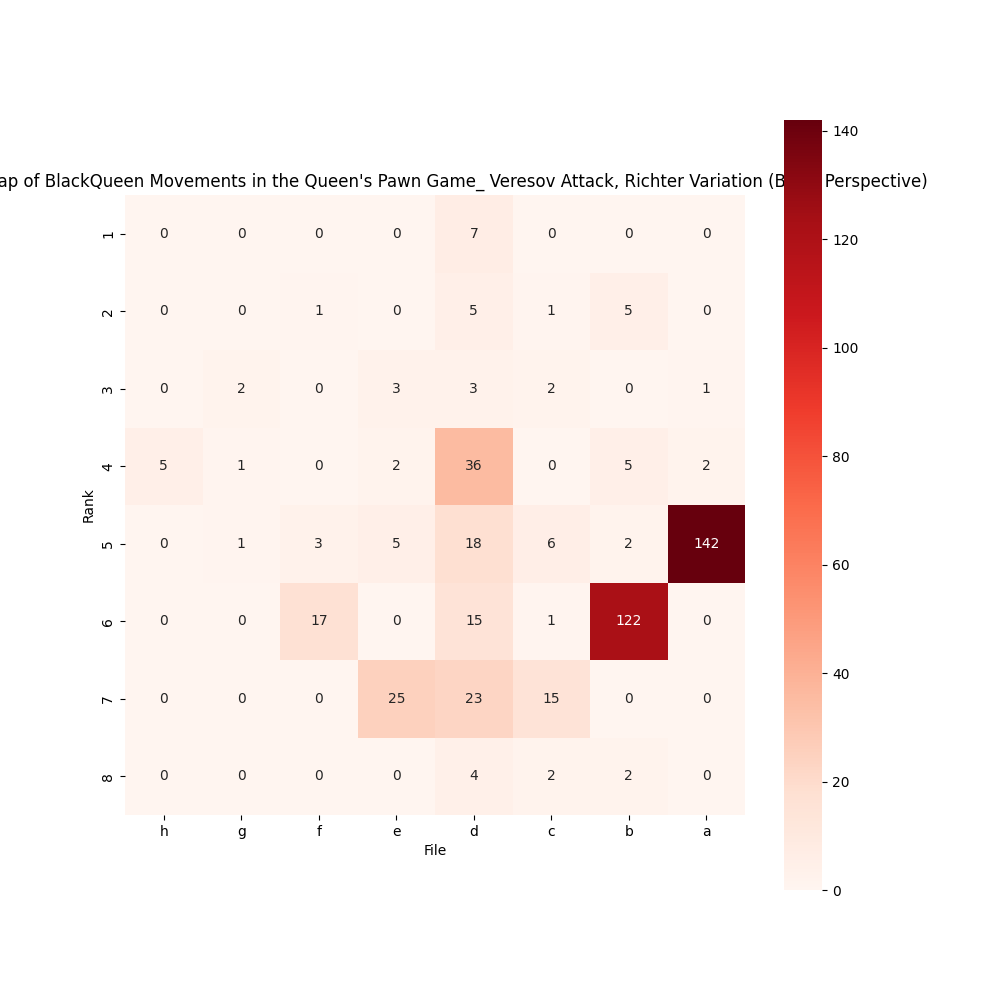 ap of BlackQueen Movements in the Queen's Pawn Game_ Veresov Attack, Richter Variation (B Perspective)
140
120
100
80
60
40
20
0
Rank
1 0 0 0 0 7 0 0 0
2 0 0 1 0 5 1 5 0
3 0 2 0 3 3 2 0 1
4 5 1 0 2 36 0 5 2
5 0 1 3 5 18 6 2 142
6 0 0 17 0 15 1 122 0
7 0 0 0 25 23 15 0 0
8 0 0 0 0 4 2 2 0
h g f e d c b a
File